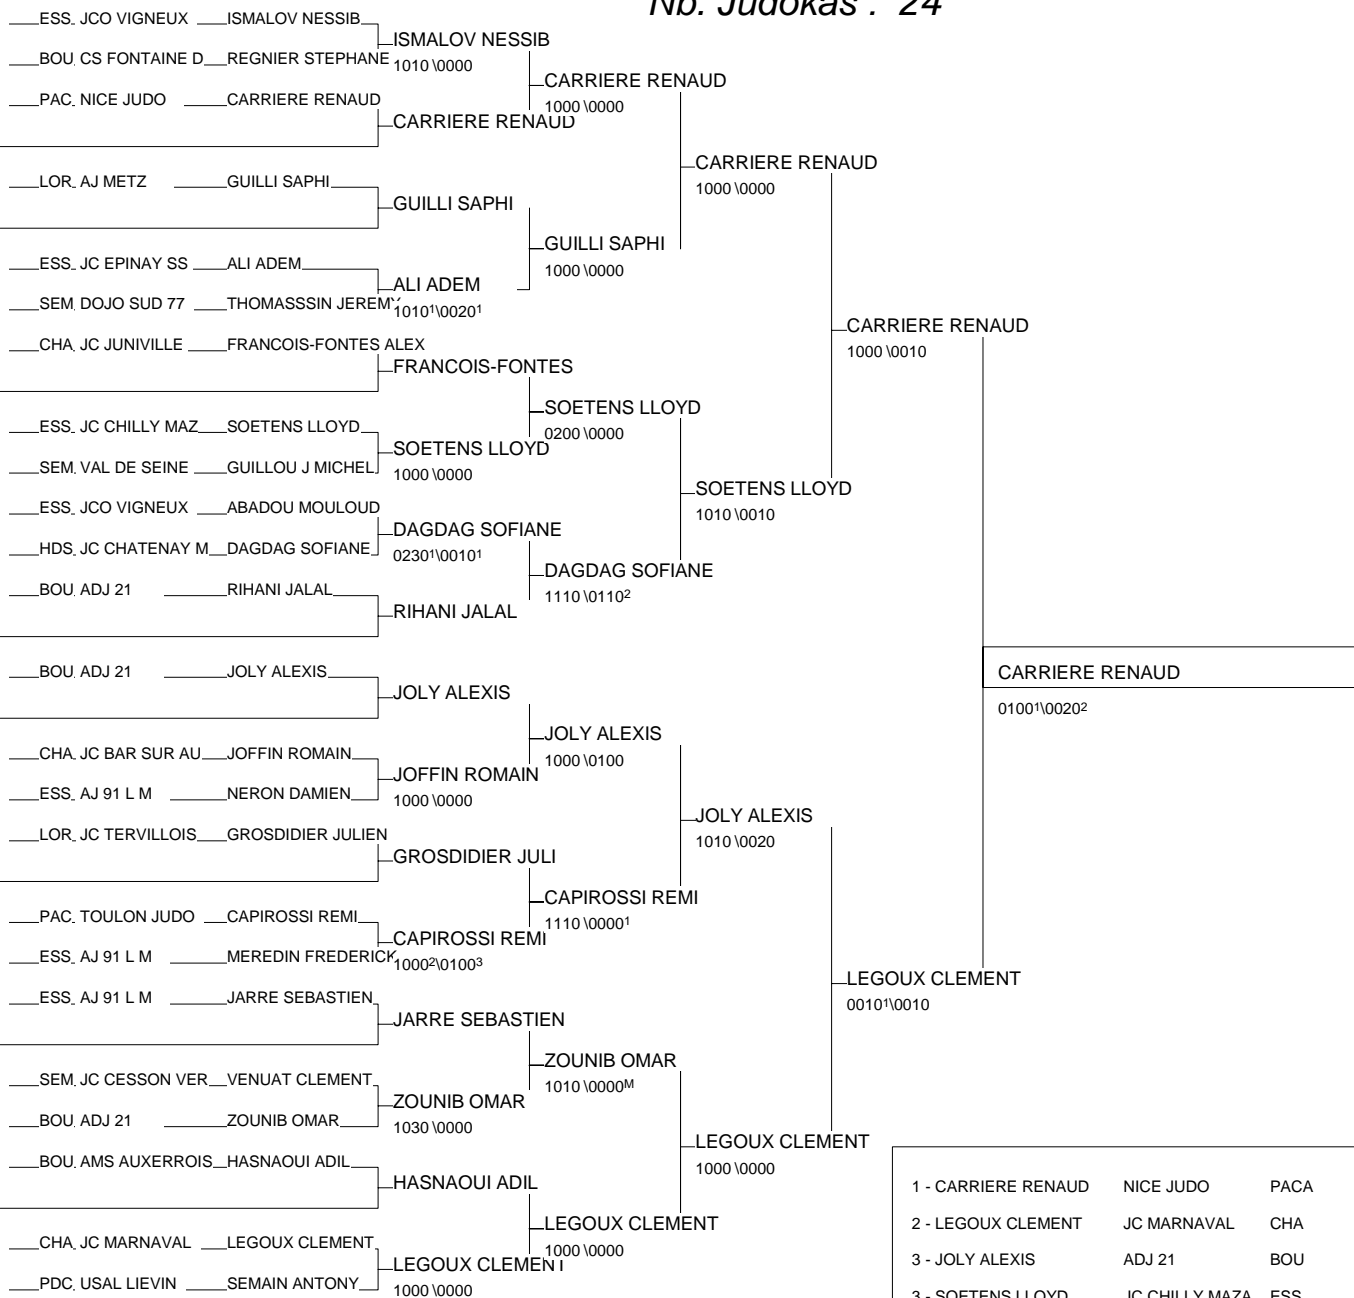 Nb. Judokas : 24
ESS JCO VIGNEUX ISMALOV NESSIB
ISMALOV NESSIB
BOU CS FONTAINE D REGNIER STEPHANE
1010 \0000
CARRIERE RENAUD
PAC NICE JUDO CARRIERE RENAUD
1000 \0000
CARRIERE RENAUD
CARRIERE RENAUD
LOR AJ METZ GUILLI SAPHI
1000 \0000
GUILLI SAPHI
GUILLI SAPHI
ESS JC EPINAY SS ALI ADEM
1000 \0000
ALI ADEM
SEM DOJO SUD 77 THOMASSSIN JEREMY
1010¹\0020¹
CARRIERE RENAUD
CHA JC JUNIVILLE FRANCOIS-FONTES ALEX
1000 \0010
FRANCOIS-FONTES
SOETENS LLOYD
ESS JC CHILLY MAZ SOETENS LLOYD
0200 \0000
SOETENS LLOYD
SEM VAL DE SEINE GUILLOU J MICHEL
1000 \0000
SOETENS LLOYD
ESS JCO VIGNEUX ABADOU MOULOUD
1010 \0010
DAGDAG SOFIANE
HDS JC CHATENAY M DAGDAG SOFIANE
0230¹\0010¹
DAGDAG SOFIANE
BOU ADJ 21 RIHANI JALAL
1110 \0110²
RIHANI JALAL
BOU ADJ 21 JOLY ALEXIS
CARRIERE RENAUD
JOLY ALEXIS
0100¹\0020²
JOLY ALEXIS
CHA JC BAR SUR AU JOFFIN ROMAIN
1000 \0100
JOFFIN ROMAIN
ESS AJ 91 L M NERON DAMIEN
1000 \0000
JOLY ALEXIS
LOR JC TERVILLOIS GROSDIDIER JULIEN
1010 \0020
GROSDIDIER JULI
CAPIROSSI REMI
PAC TOULON JUDO CAPIROSSI REMI
1110 \0000¹
CAPIROSSI REMI
ESS AJ 91 L M MEREDIN FREDERICK
1000²\0100³
LEGOUX CLEMENT
ESS AJ 91 L M JARRE SEBASTIEN
0010¹\0010
JARRE SEBASTIEN
ZOUNIB OMAR
SEM JC CESSON VER VENUAT CLEMENT
1010 \0000ᴹ
ZOUNIB OMAR
BOU ADJ 21 ZOUNIB OMAR
1030 \0000
LEGOUX CLEMENT
BOU AMS AUXERROIS HASNAOUI ADIL
1000 \0000
HASNAOUI ADIL
LEGOUX CLEMENT
CHA JC MARNAVAL LEGOUX CLEMENT
1000 \0000
LEGOUX CLEMENT
PDC USAL LIEVIN SEMAIN ANTONY
1000 \0000
1 - CARRIERE RENAUD NICE JUDO PACA
2 - LEGOUX CLEMENT JC MARNAVAL CHA
3 - JOLY ALEXIS ADJ 21 BOU
3 - SOETENS LLOYD JC CHILLY MAZA ESS